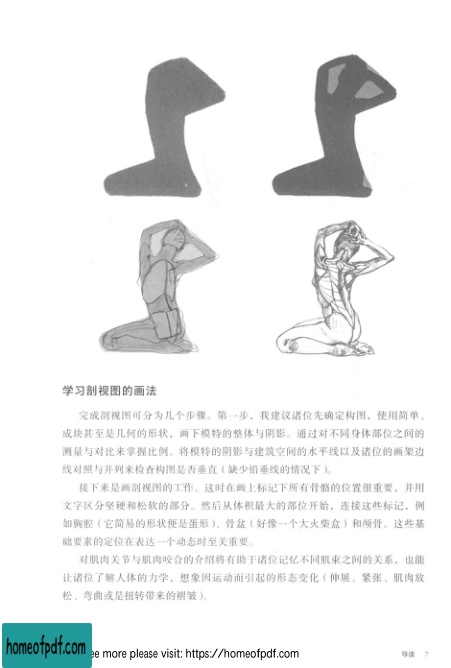 学习剖视图的画法
完成剖视图可分为几个步骤。第一步，我建议诸位先确定构图，使用简单、
成块甚至是几何的形状，画下模特的整体与阴影。通过对不同身体部位之间的
测量与对比来掌握比例。将模特的阴影与建筑空间的水平线以及诸位的画架边
线对照与并列来检查构图是否垂直（缺少铅垂线的情况下）。
接下来是画剖视图的工作。这时在画上标记下所有骨骼的位置很重要，并用
文字区分坚硬和松软的部分。然后从体积最大的部位开始，连接这些标记，例
如胸腔（它简易的形状便是蛋形）、骨盆（好像一个大火柴盒）和颅骨。这些基
础要素的定位在表达一个动态时至关重要。
对肌肉关节与肌肉咬合的介绍将有助于诸位记忆不同肌束之间的关系，也能
让诸位了解人体的力学，想象因运动而引起的形态变化（伸展、紧张、肌肉放
松、弯曲或是扭转带来的褶皱）。
homeofpdf.com
ee more please visit: https://homeofpdf.com
导读 7